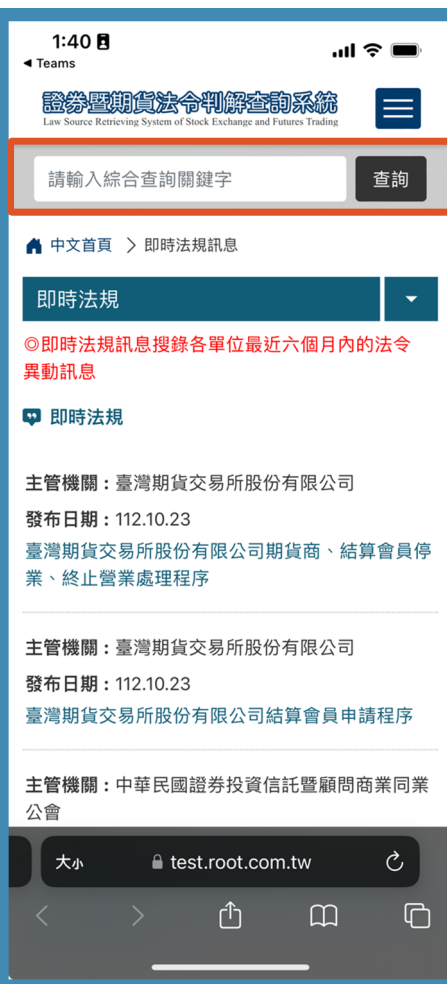 1:40
◀ Teams
證券暨期貨法令判解查詢系統
Law Source Retrieving System of Stock Exchange and Futures Trading
請輸入綜合查詢關鍵字
查詢
中文首頁 > 即時法規訊息
即時法規
◎即時法規訊息搜錄各單位最近六個月內的法令
異動訊息
即時法規
主管機關：臺灣期貨交易所股份有限公司
發布日期：112.10.23
臺灣期貨交易所股份有限公司期貨商、結算會員停
業、終止營業處理程序
主管機關：臺灣期貨交易所股份有限公司
發布日期：112.10.23
臺灣期貨交易所股份有限公司結算會員申請程序
主管機關：中華民國證券投資信託暨顧問商業同業
公會
大小 test.root.com.tw